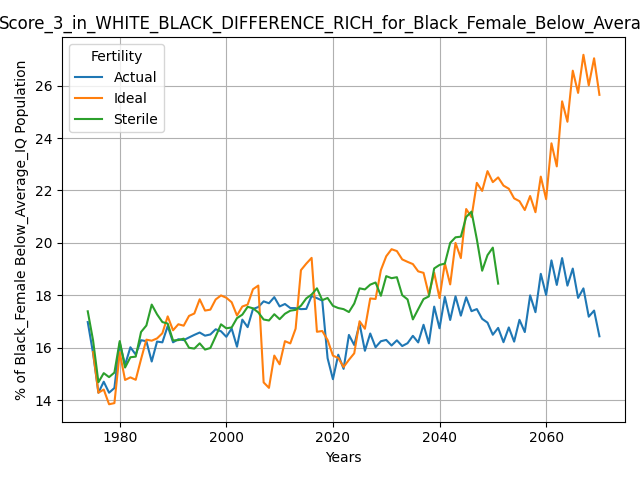 Score_3_in_WHITE_BLACK_DIFFERENCE_RICH_for_Black_Female_Below_Avera
% of Black_Female Below_Average_IQ Population
26
24
22
20
18
16
14
Fertility
Actual
Ideal
Sterile
1980 2000 2020 2040 2060
Years